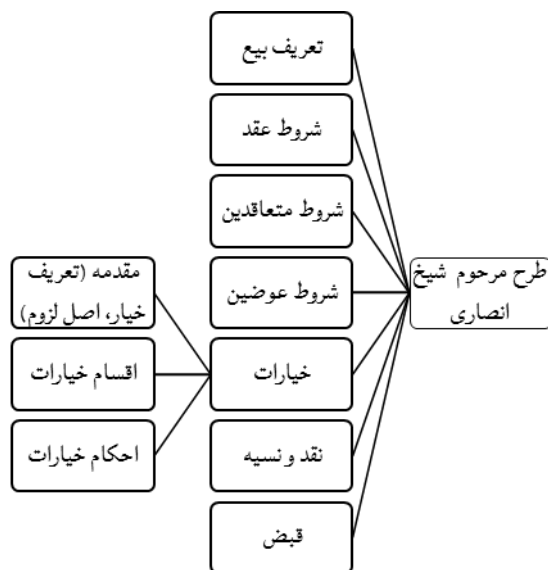 طرح مرحوم شیخ
انصاری
تعریف بیع
شروط عقد
شروط متعاقدین
شروط عوضین
خیارات
نقد و نسیه
قبض
مقدمه (تعریف
خیار، اصل لزوم)
اقسام خیارات
احکام خیارات